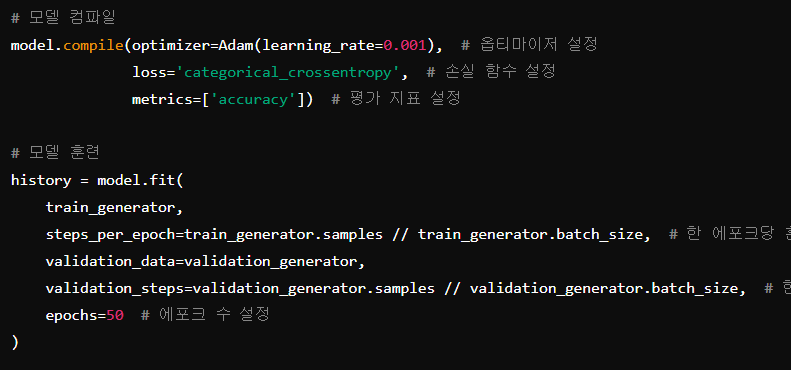 # 모델 컴파일
model.compile(optimizer=Adam(learning_rate=0.001),  # 옵티마이저 설정
              loss='categorical_crossentropy',  # 손실 함수 설정
              metrics=['accuracy'])  # 평가 지표 설정
# 모델 훈련
history = model.fit(
    train_generator,
    steps_per_epoch=train_generator.samples // train_generator.batch_size,  # 한 에포크당
    validation_data=validation_generator,
    validation_steps=validation_generator.samples // validation_generator.batch_size,  #
    epochs=50  # 에포크 수 설정
)